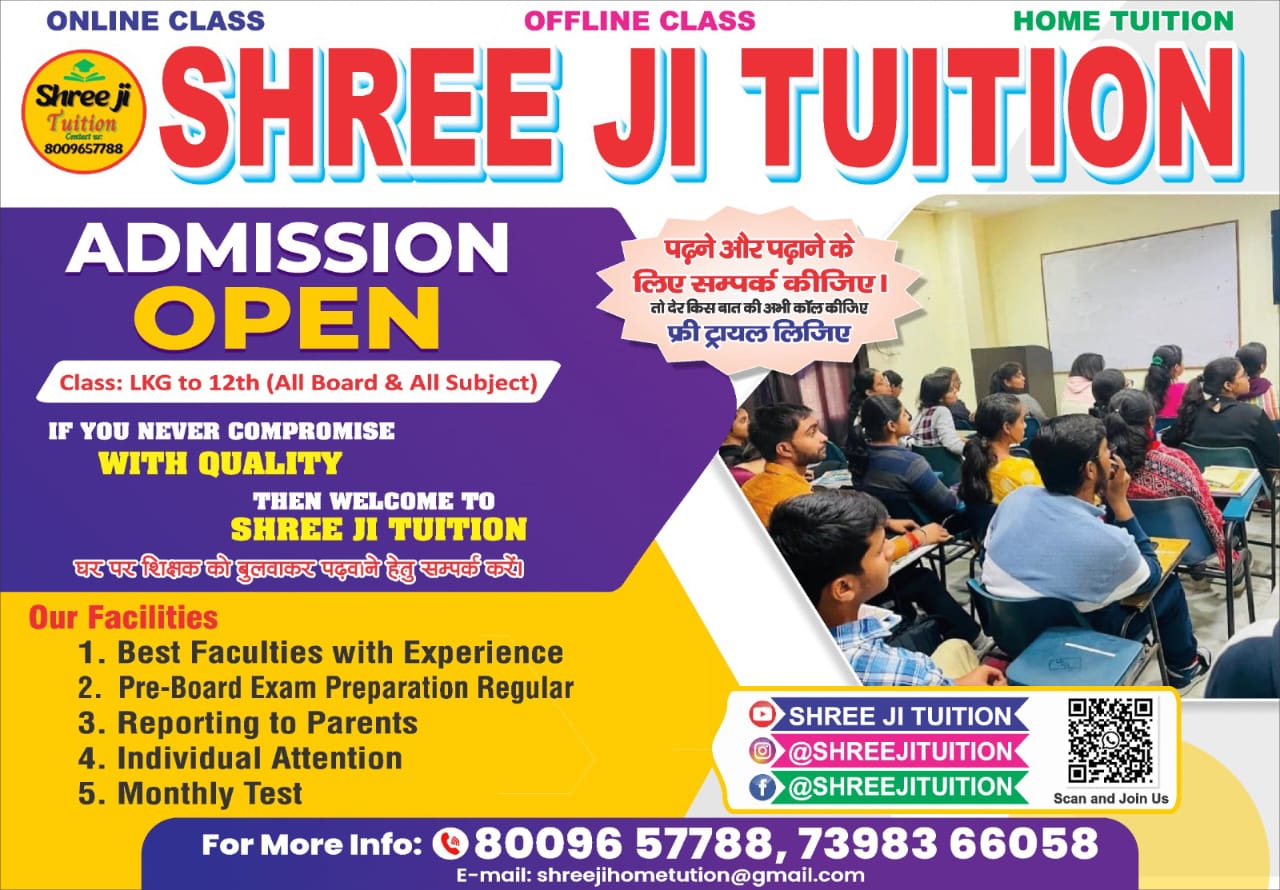 ONLINE CLASS
OFFLINE CLASS
HOME TUITION
Shree ji
Tuition
Contact us:
8009657788
SHREE JI TUITION
ADMISSION
OPEN
Class: LKG to 12th (All Board & All Subject)
IF YOU NEVER COMPROMISE
WITH QUALITY
THEN WELCOME TO
SHREE JI TUITION
घर पर शिक्षक को बुलवाकर पढ़वाने हेतु सम्पर्क करें।
पढ़ने और पढ़ाने के
लिए सम्पर्क कीजिए।
तो देर किस बात की अभी कॉल कीजिए
फ्री ट्रायल लिजिए
Our Facilities
1. Best Faculties with Experience
2. Pre-Board Exam Preparation Regular
3. Reporting to Parents
4. Individual Attention
5. Monthly Test
SHREE JI TUITION
@SHREEJITUITION
@SHREEJITUITION
Scan and Join Us
For More Info: 80096 57788, 73983 66058
E-mail: shreejihometution@gmail.com